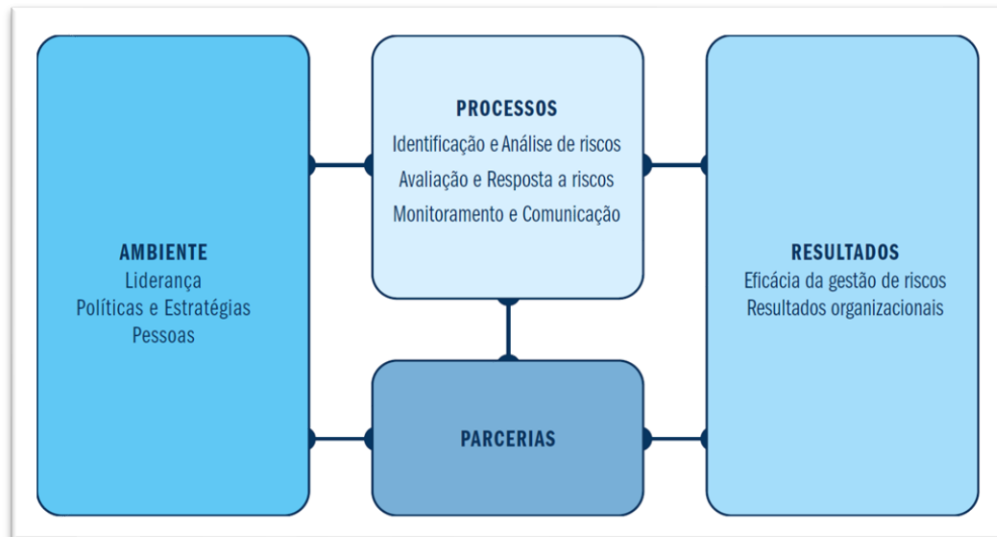 AMBIENTE
Liderança
Políticas e Estratégias
Pessoas
PROCESSOS
Identificação e Análise de riscos
Avaliação e Resposta a riscos
Monitoramento e Comunicação
PARCERIAS
RESULTADOS
Eficácia da gestão de riscos
Resultados organizacionais